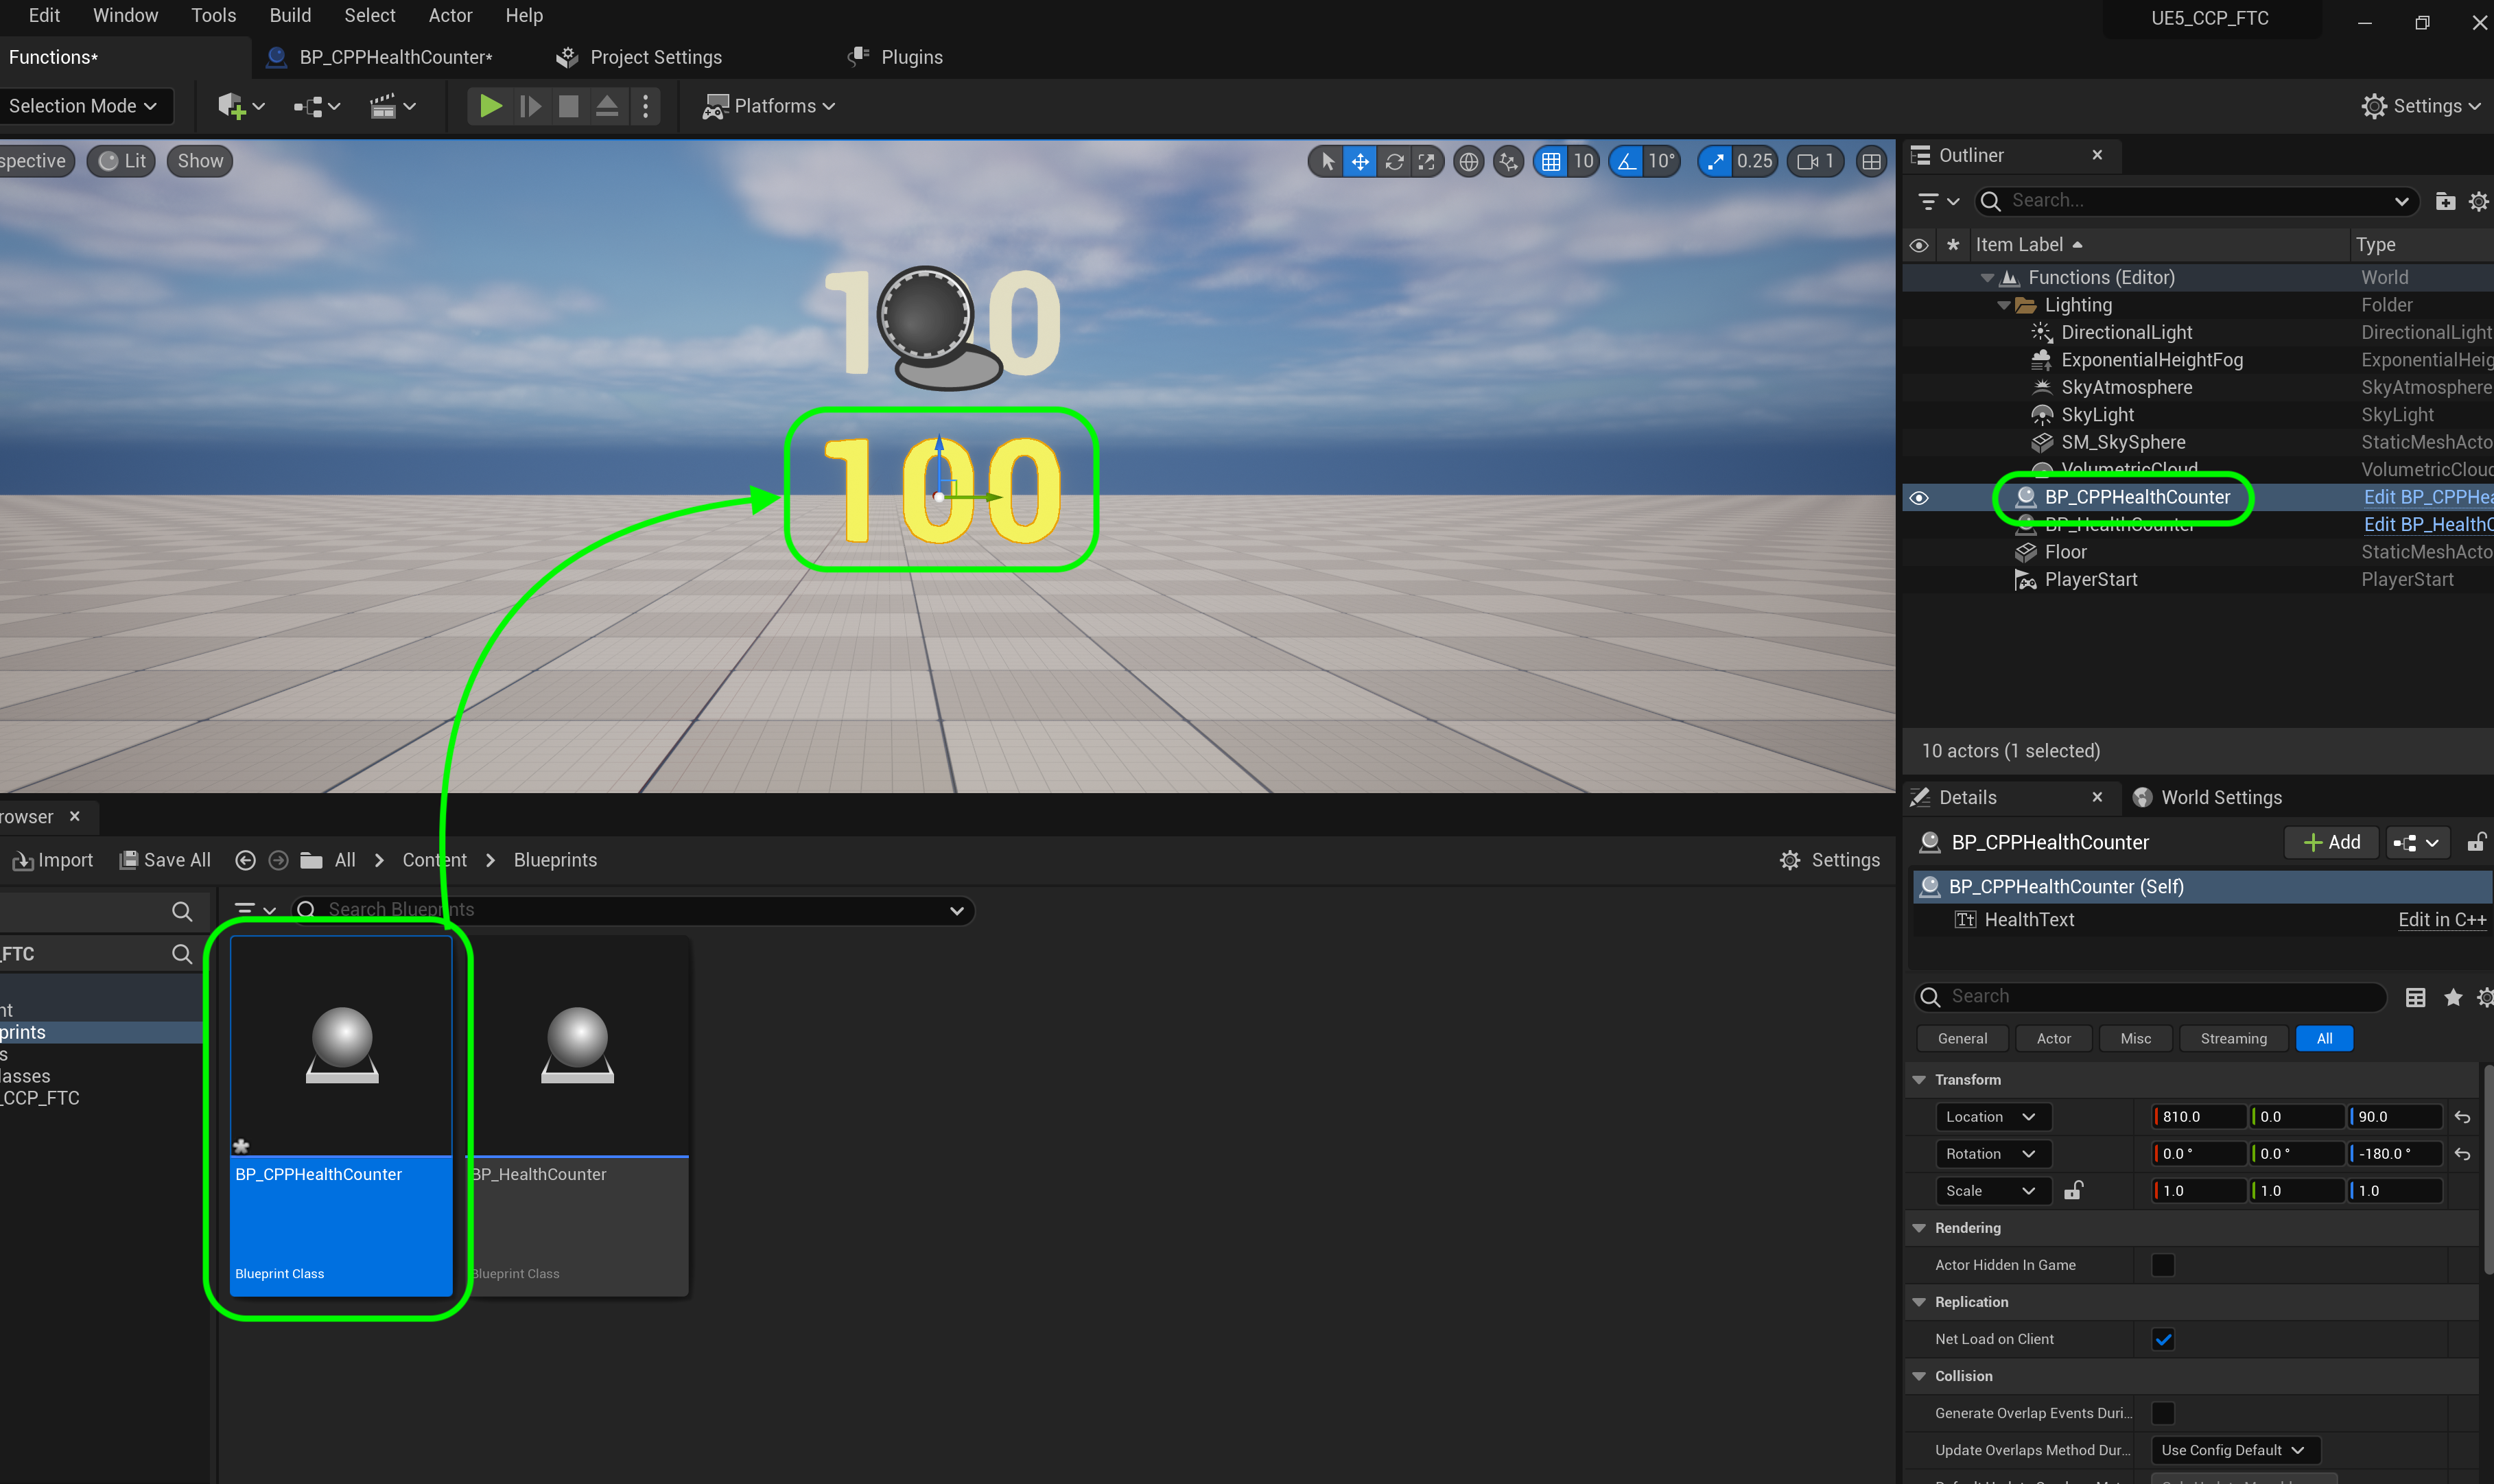 Edit Window Tools Build Select Actor Help UE5_CCP_FTC
Functions* BP_CPPHealthCounter* Project Settings Plugins
Selection Mode Platforms Settings
spective Lit Show 10 10° 0.25 1
100
100
Outliner
Search...
Item Label Type
Functions (Editor) World
Lighting Folder
DirectionalLight DirectionalLight
ExponentialHeightFog ExponentialHeig
SkyAtmosphere SkyAtmosphere
SkyLight SkyLight
SM_SkySphere StaticMeshActo
VolumetricCloud VolumetricCloud
BP_CPPHealthCounter Edit BP_CPPHea
BP_HealthCounter Edit BP_HealthC
Floor StaticMeshActo
PlayerStart PlayerStart
10 actors (1 selected)
rowser
Import Save All All > Content > Blueprints Settings
Search Blueprints
_FTC
nt
prints
s
lasses
_CCP_FTC
BP_CPPHealthCounter
Blueprint Class
BP_HealthCounter
Blueprint Class
Details World Settings
BP_CPPHealthCounter Add
BP_CPPHealthCounter (Self)
HealthText Edit in C++
Search
General Actor Misc Streaming All
Transform
Location 810.0 0.0 90.0
Rotation 0.0 ° 0.0 ° -180.0 °
Scale 1.0 1.0 1.0
Rendering
Actor Hidden In Game
Replication
Net Load on Client
Collision
Generate Overlap Events Duri...
Update Overlaps Method Dur... Use Config Default